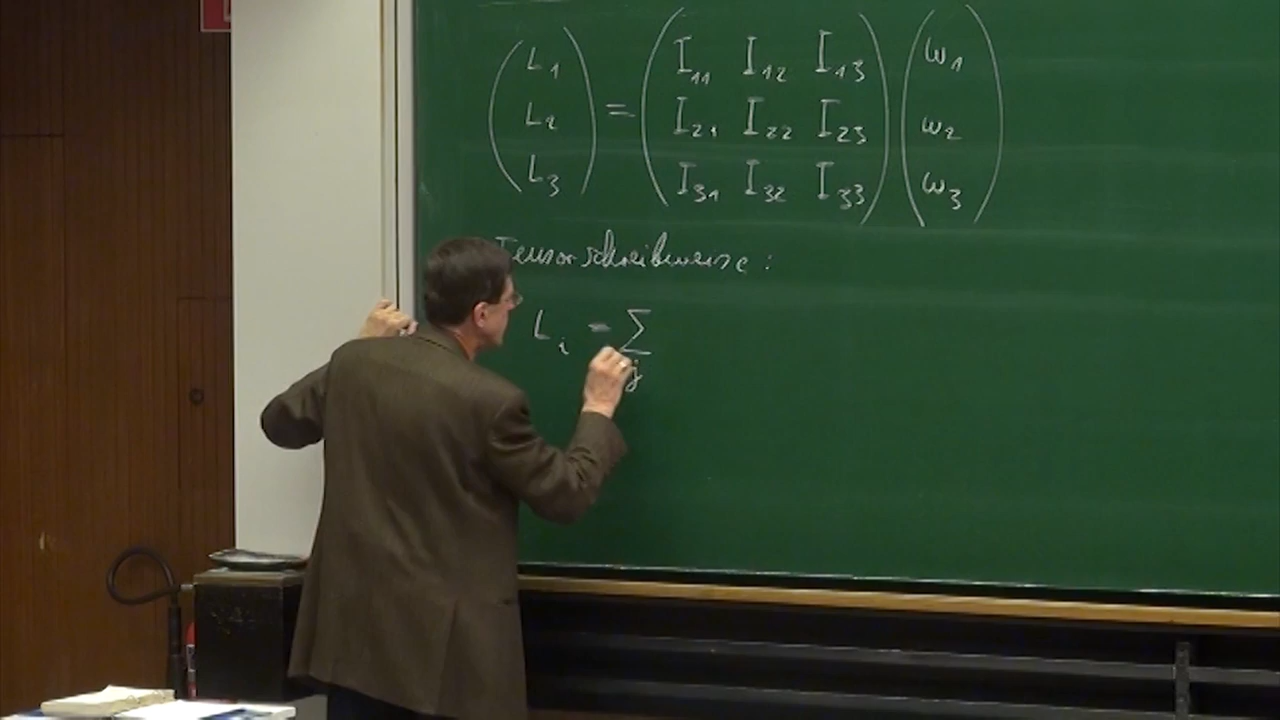 L₁ I₁₁ I₁₂ I₁₃ ω₁
L₂ = I₂₁ I₂₂ I₂₃ ω₂
L₃ I₃₁ I₃₂ I₃₃ ω₃
Tensorschreibweise :
Lᵢ = Σ j